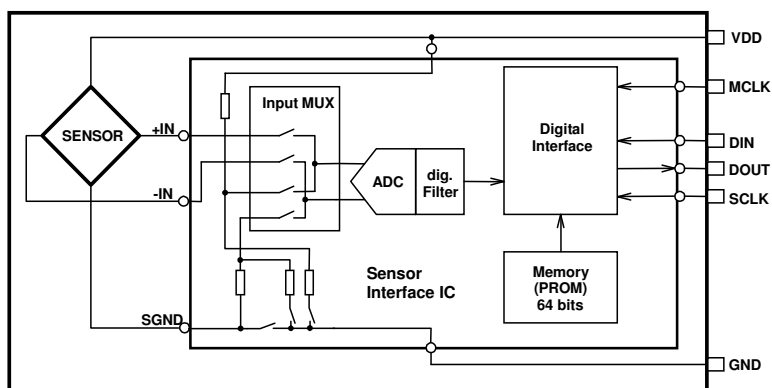 VDD
MCLK
Input MUX
SENSOR
+IN
Digital
Interface
DIN
DOUT
ADC
dig.
Filter
-IN
SCLK
Sensor
Interface IC
Memory
(PROM)
64 bits
SGND
GND